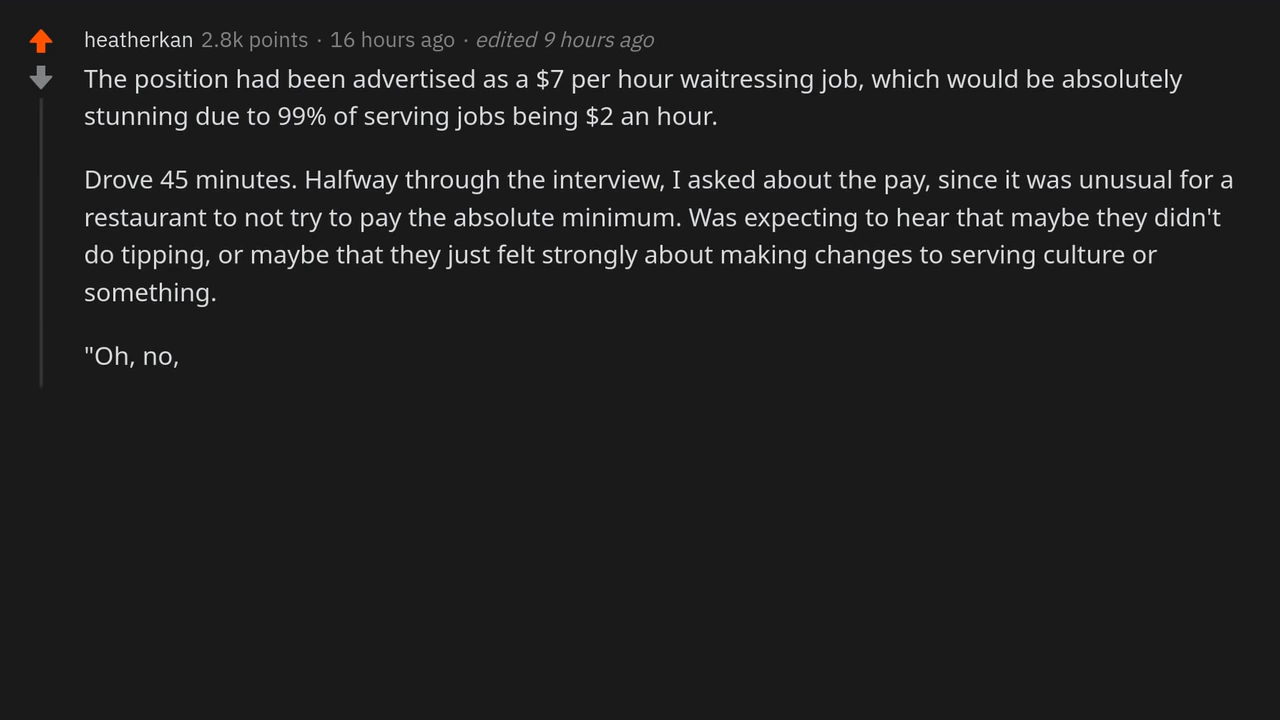 heatherkan 2.8k points · 16 hours ago · edited 9 hours ago
The position had been advertised as a $7 per hour waitressing job, which would be absolutely
stunning due to 99% of serving jobs being $2 an hour.
Drove 45 minutes. Halfway through the interview, I asked about the pay, since it was unusual for a
restaurant to not try to pay the absolute minimum. Was expecting to hear that maybe they didn't
do tipping, or maybe that they just felt strongly about making changes to serving culture or
something.
"Oh, no,